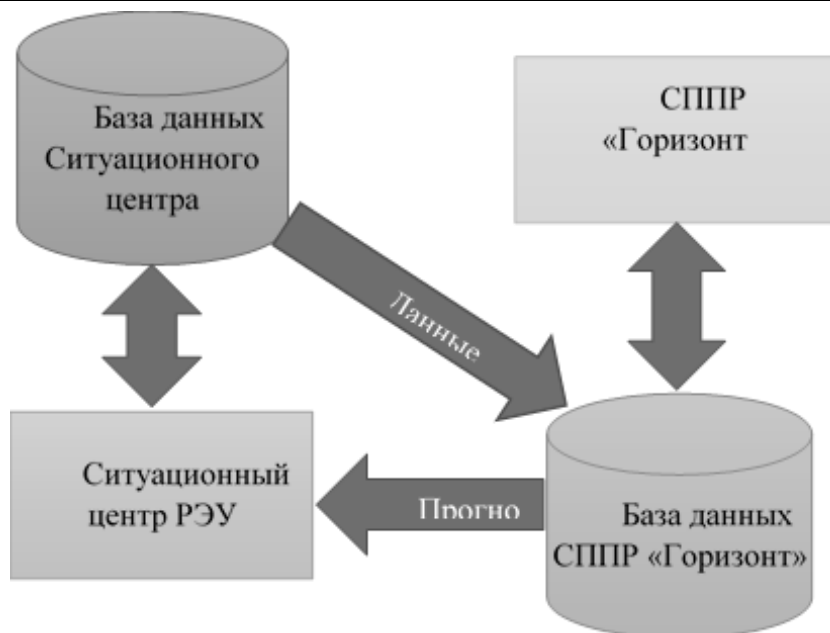 База данных
Ситуационного
центра
СППР
«Горизонт
Данные
Ситуационный
центр РЭУ
Прогно
База данных
СППР «Горизонт»